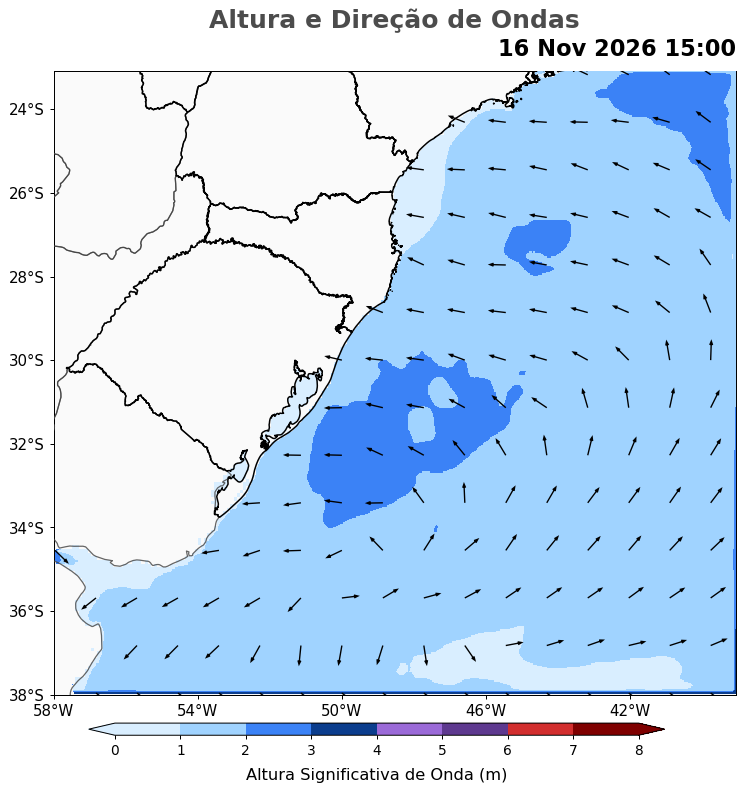 Altura e Direção de Ondas
16 Nov 2026 15:00
24°S
26°S
28°S
30°S
32°S
34°S
36°S
38°S
58°W 54°W 50°W 46°W 42°W
0 1 2 3 4 5 6 7 8
Altura Significativa de Onda (m)